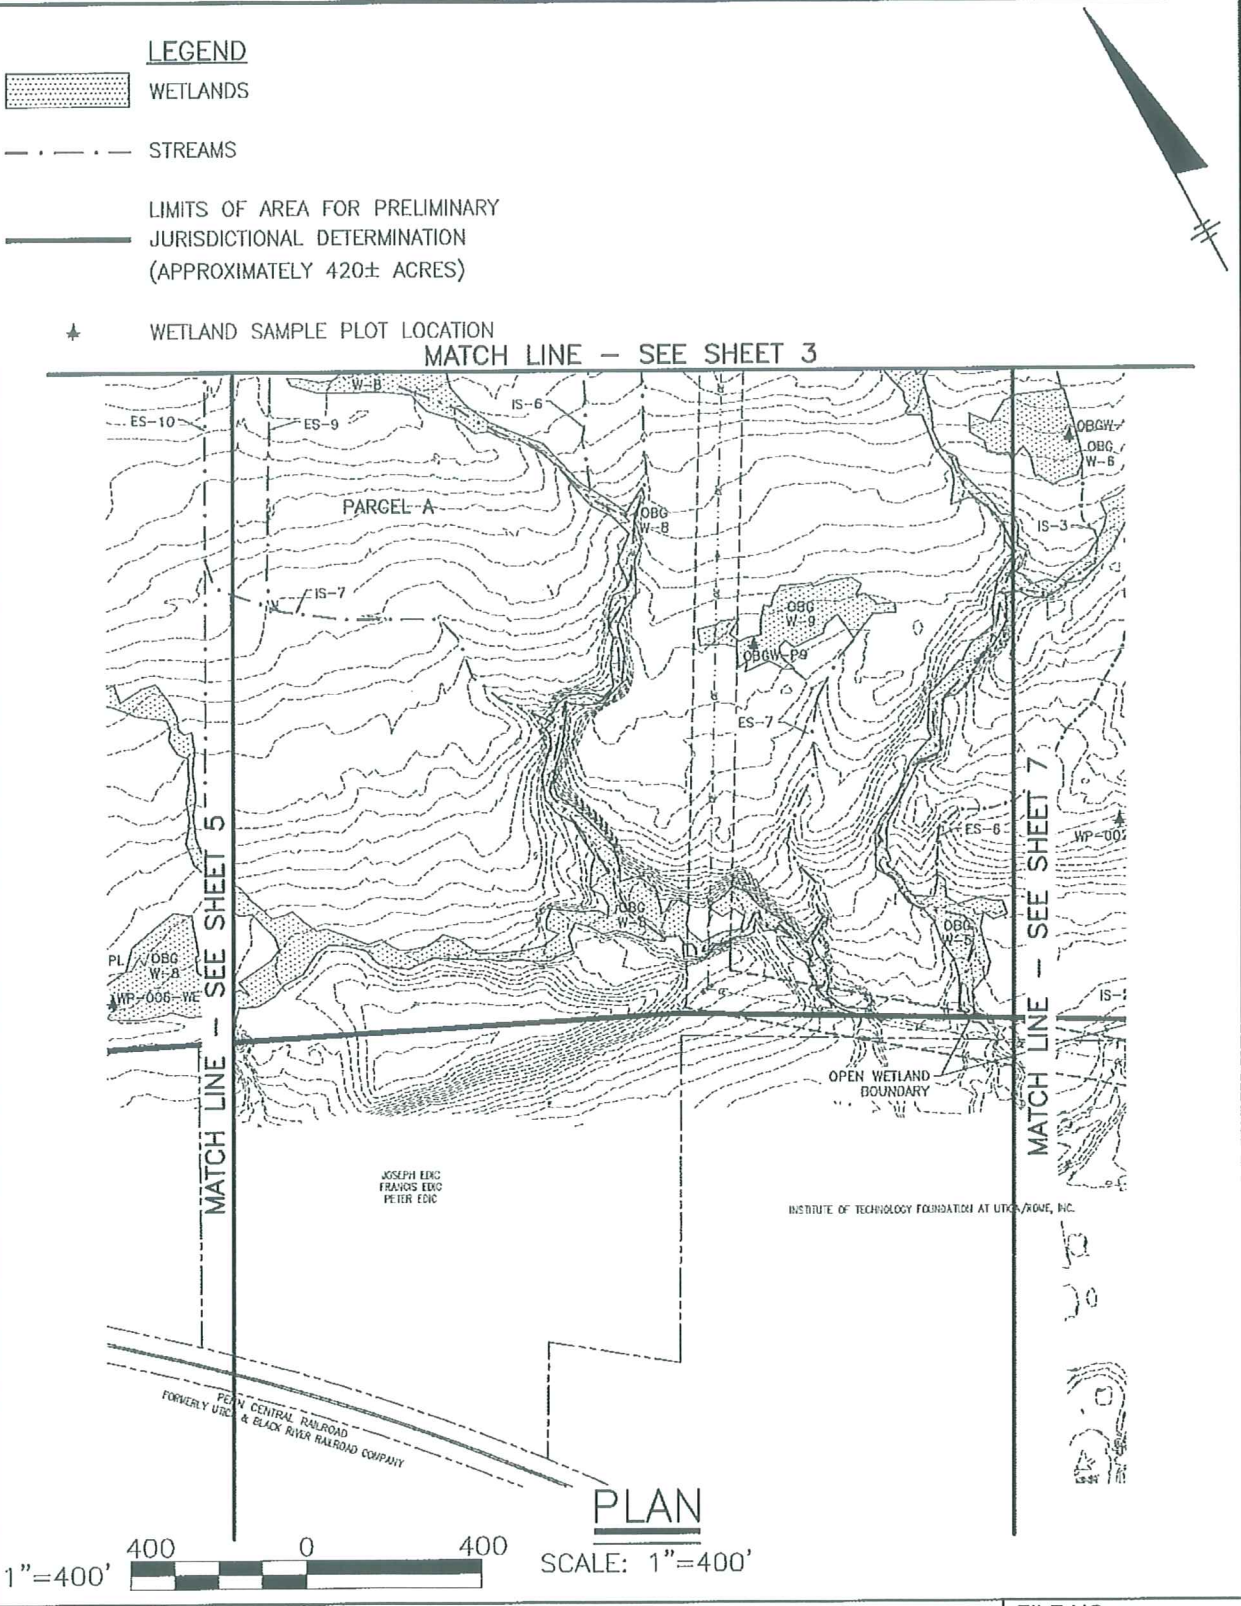 LEGEND
WETLANDS
STREAMS
LIMITS OF AREA FOR PRELIMINARY
JURISDICTIONAL DETERMINATION
(APPROXIMATELY 420± ACRES)
WETLAND SAMPLE PLOT LOCATION
MATCH LINE - SEE SHEET 3
W-8
IS-6
ES-10
ES-9
OBGW-
OBG
W-6
PARCEL A
OBG
W-8
IS-3
IS-7
OBG
W-9
OBGW-P9
ES-7
ES-6
WP-002
MATCH LINE - SEE SHEET 5
MATCH LINE - SEE SHEET 7
OBG
OBG
W-5
PL
OBG
W-8
WP-006-WE
IS-
OPEN WETLAND
BOUNDARY
JOSEPH EDIC
FRANCIS EDIC
PETER EDIC
INSTITUTE OF TECHNOLOGY FOUNDATION AT UTICA/ROME, INC.
PENN CENTRAL RAILROAD
FORMERLY UTICA & BLACK RIVER RAILROAD COMPANY
PLAN
SCALE: 1"=400'
1"=400'
400 0 400